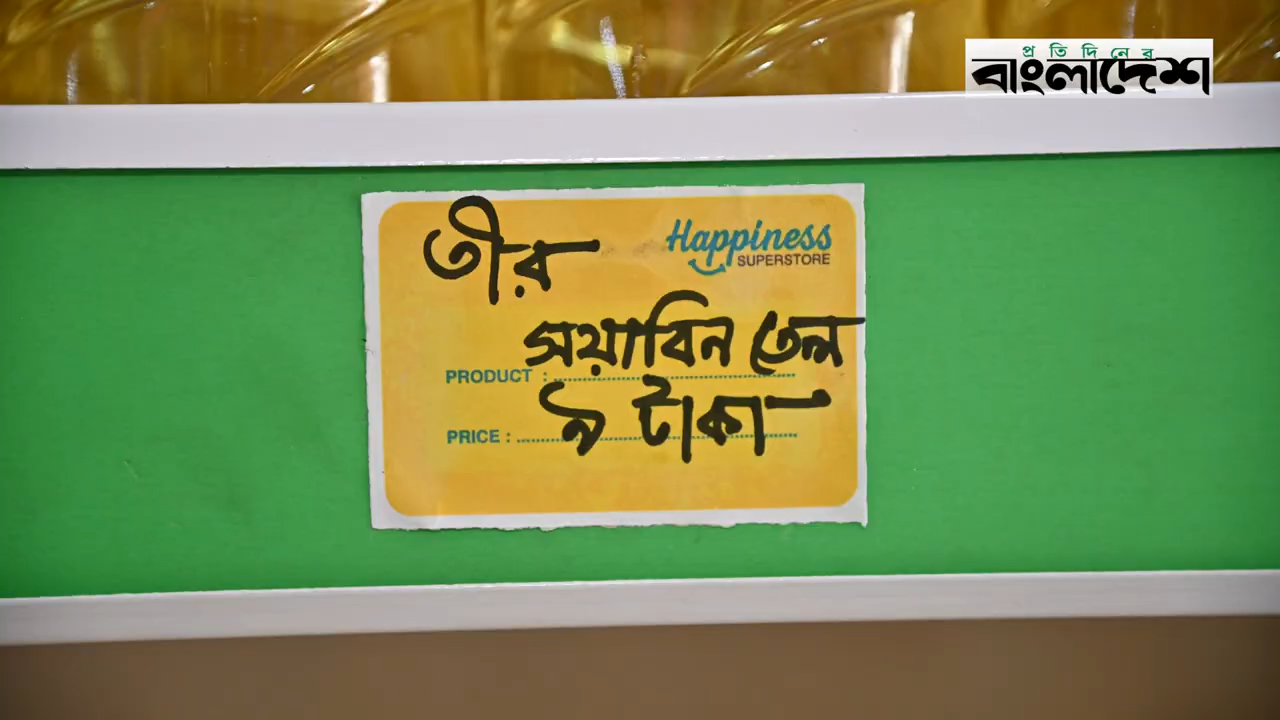 প্রতিদিনের
বাংলাদেশ
তীর
Happiness
SUPERSTORE
সয়াবিন তেল
PRODUCT :
৯ টাকা
PRICE :